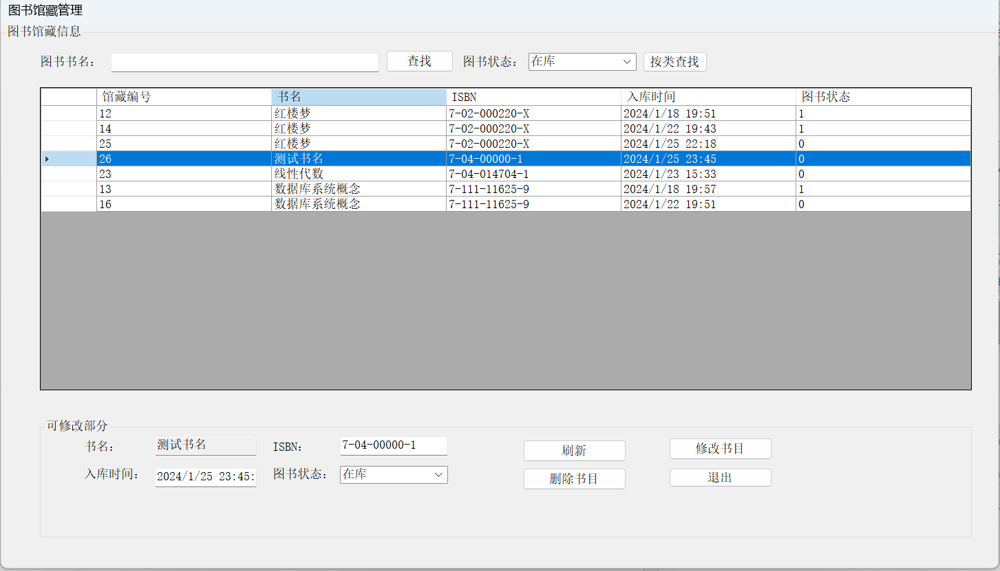 图书馆藏管理
图书馆藏信息
图书书名： 查找 图书状态： 在库 按类查找
馆藏编号 书名 ISBN 入库时间 图书状态
12 红楼梦 7-02-000220-X 2024/1/18 19:51 1
14 红楼梦 7-02-000220-X 2024/1/22 19:43 1
25 红楼梦 7-02-000220-X 2024/1/25 22:18 0
26 测试书名 7-04-00000-1 2024/1/25 23:45 0
23 线性代数 7-04-014704-1 2024/1/23 15:33 0
13 数据库系统概念 7-111-11625-9 2024/1/18 19:57 1
16 数据库系统概念 7-111-11625-9 2024/1/22 19:51 0
可修改部分
书名： 测试书名 ISBN： 7-04-00000-1 刷新 修改书目
入库时间： 2024/1/25 23:45: 图书状态： 在库 删除书目 退出